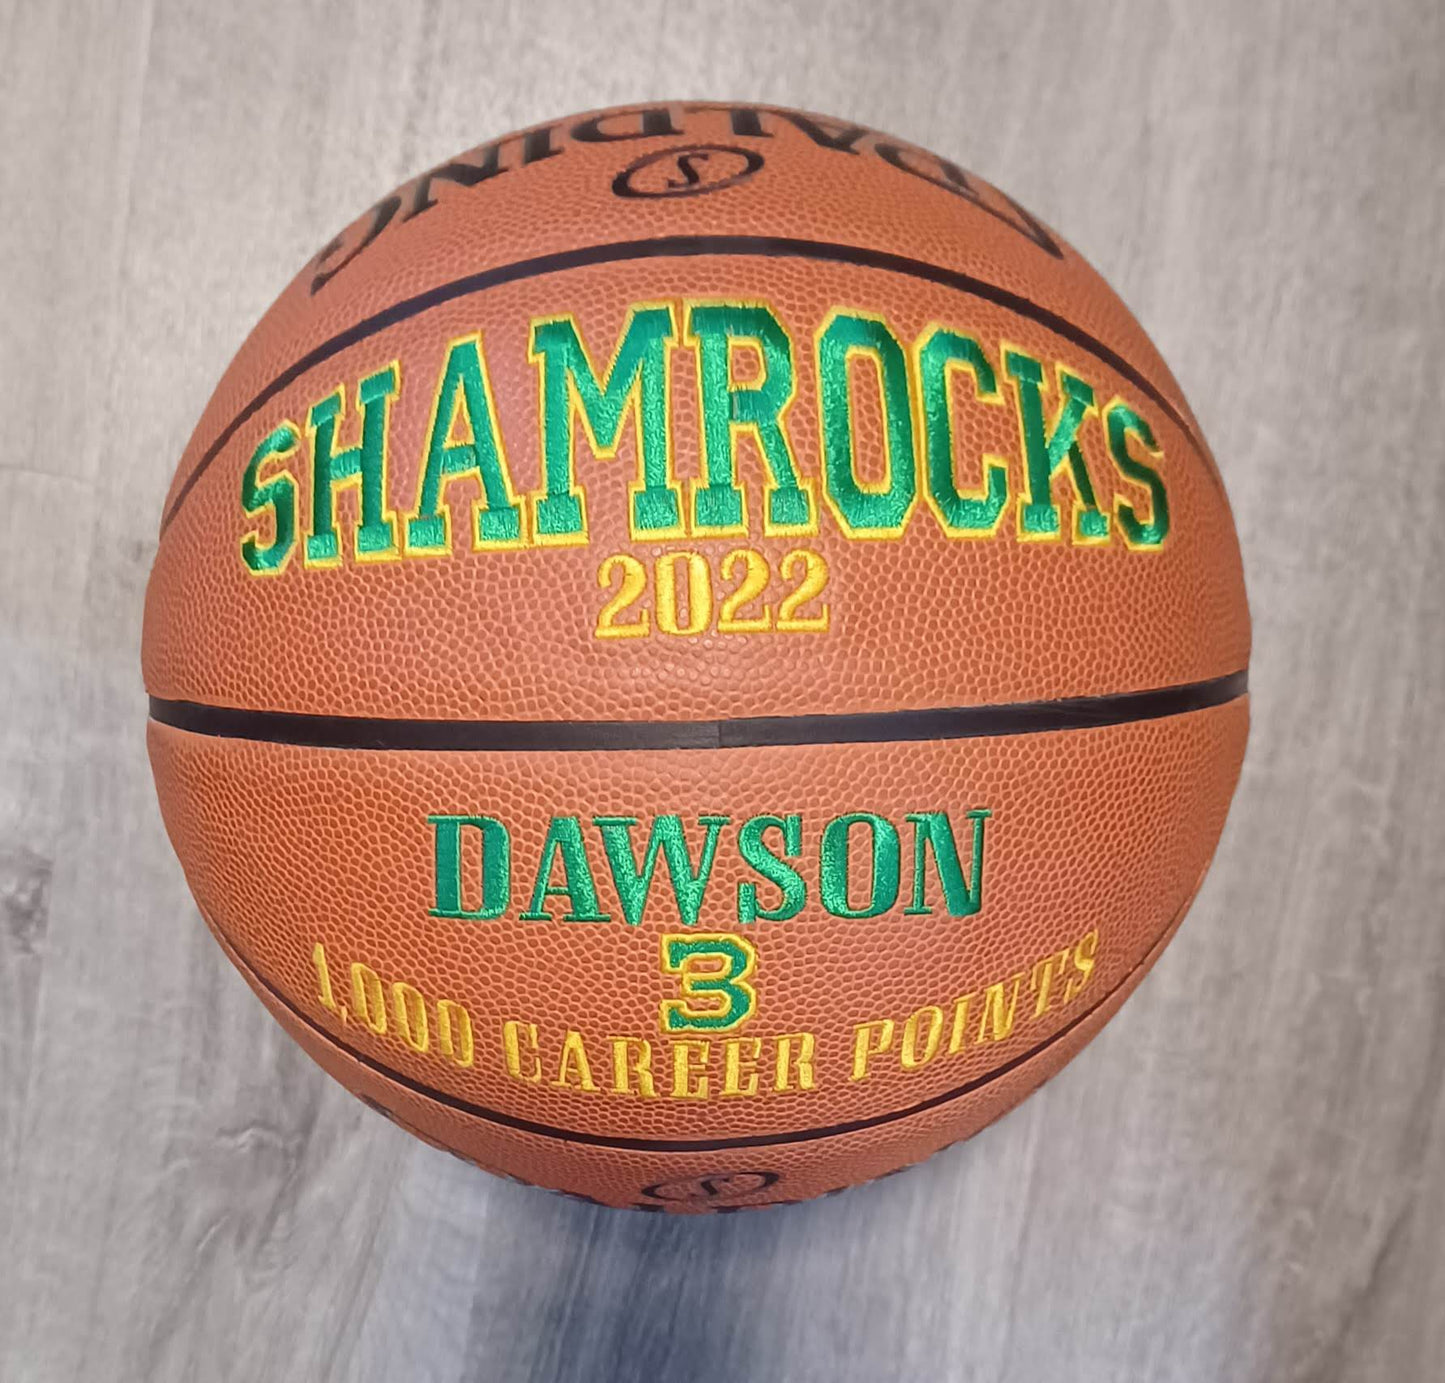 SPALDING
S
SHAMROCKS
2022
DAWSON
3
1,000 CAREER POINTS
S